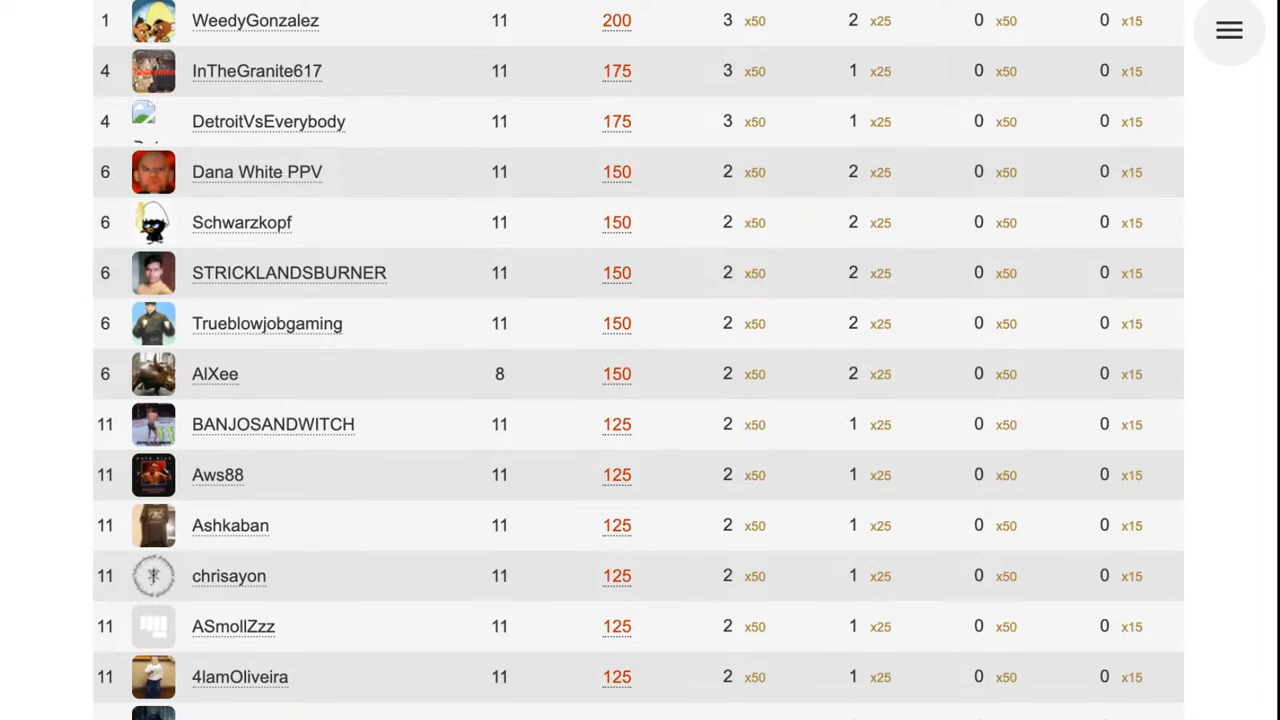 1 WeedyGonzalez 11 200 3 x50 2 x25 0 x50 0 x15
4 InTheGranite617 11 175 3 x50 1 x25 0 x50 0 x15
4 DetroitVsEverybody 11 175 3 x50 1 x25 0 x50 0 x15
6 Dana White PPV 11 150 2 x50 2 x25 0 x50 0 x15
6 Schwarzkopf 11 150 2 x50 2 x25 0 x50 0 x15
6 STRICKLANDSBURNER 11 150 2 x50 2 x25 0 x50 0 x15
6 Trueblowjobgaming 11 150 2 x50 2 x25 0 x50 0 x15
6 AlXee 8 150 2 x50 2 x25 0 x50 0 x15
11 BANJOSANDWITCH 11 125 2 x50 1 x25 0 x50 0 x15
11 Aws88 11 125 2 x50 1 x25 0 x50 0 x15
11 Ashkaban 11 125 2 x50 1 x25 0 x50 0 x15
11 chrisayon 11 125 2 x50 1 x25 0 x50 0 x15
11 ASmollZzz 11 125 2 x50 1 x25 0 x50 0 x15
11 4IamOliveira 11 125 2 x50 1 x25 0 x50 0 x15